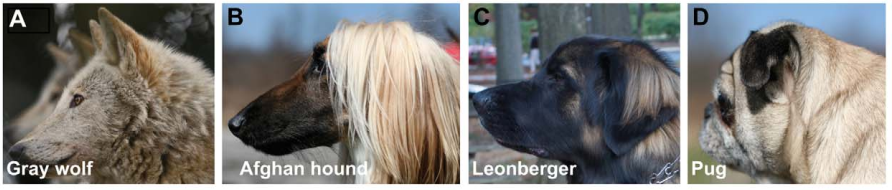 A
Gray wolf
B
Afghan hound
C
Leonberger
D
Pug